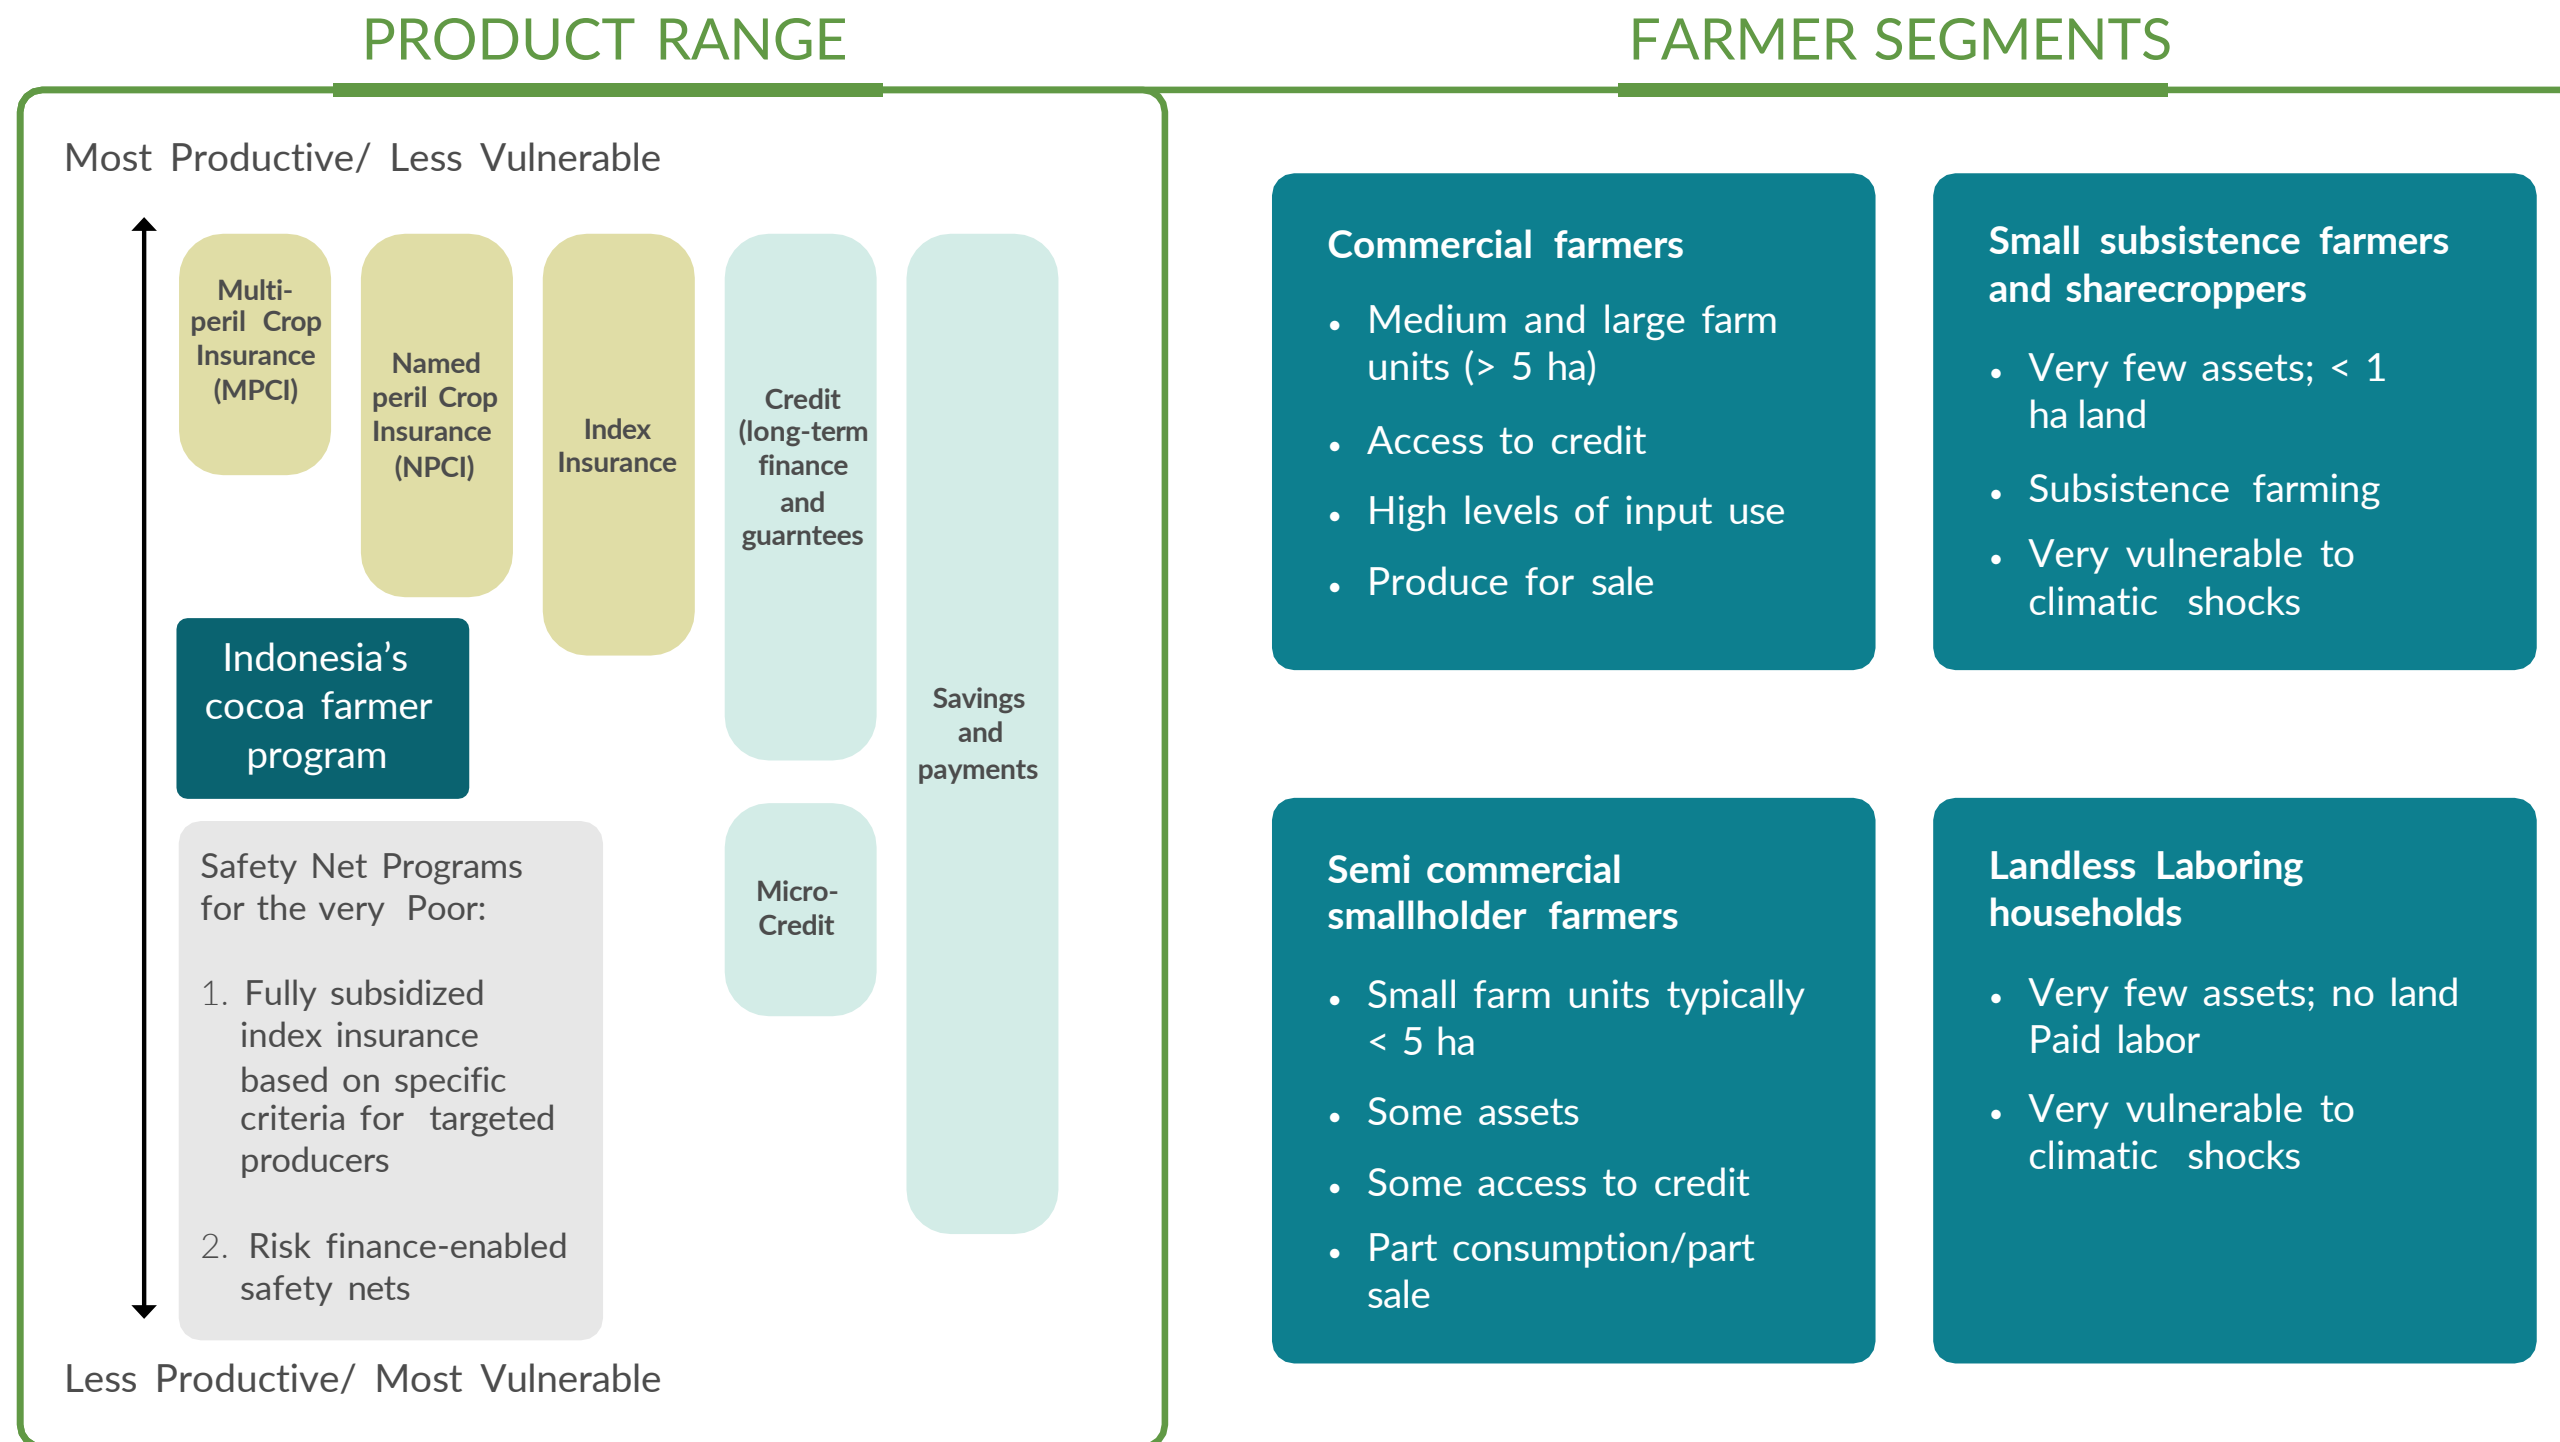 PRODUCT RANGE
Most Productive/ Less Vulnerable
Multi-
peril Crop
Insurance
(MPCI)
Named
peril Crop
Insurance
(NPCI)
Index
Insurance
Credit
(long-term
finance
and
guarntees
Savings
and
payments
Indonesia’s
cocoa farmer
program
Micro-
Credit
Safety Net Programs
for the very Poor:
1. Fully subsidized
index insurance
based on specific
criteria for targeted
producers
2. Risk finance-enabled
safety nets
Less Productive/ Most Vulnerable
FARMER SEGMENTS
Commercial farmers
• Medium and large farm
units (> 5 ha)
• Access to credit
• High levels of input use
• Produce for sale
Small subsistence farmers
and sharecroppers
• Very few assets; < 1
ha land
• Subsistence farming
• Very vulnerable to
climatic shocks
Semi commercial
smallholder farmers
• Small farm units typically
< 5 ha
• Some assets
• Some access to credit
• Part consumption/part
sale
Landless Laboring
households
• Very few assets; no land
Paid labor
• Very vulnerable to
climatic shocks